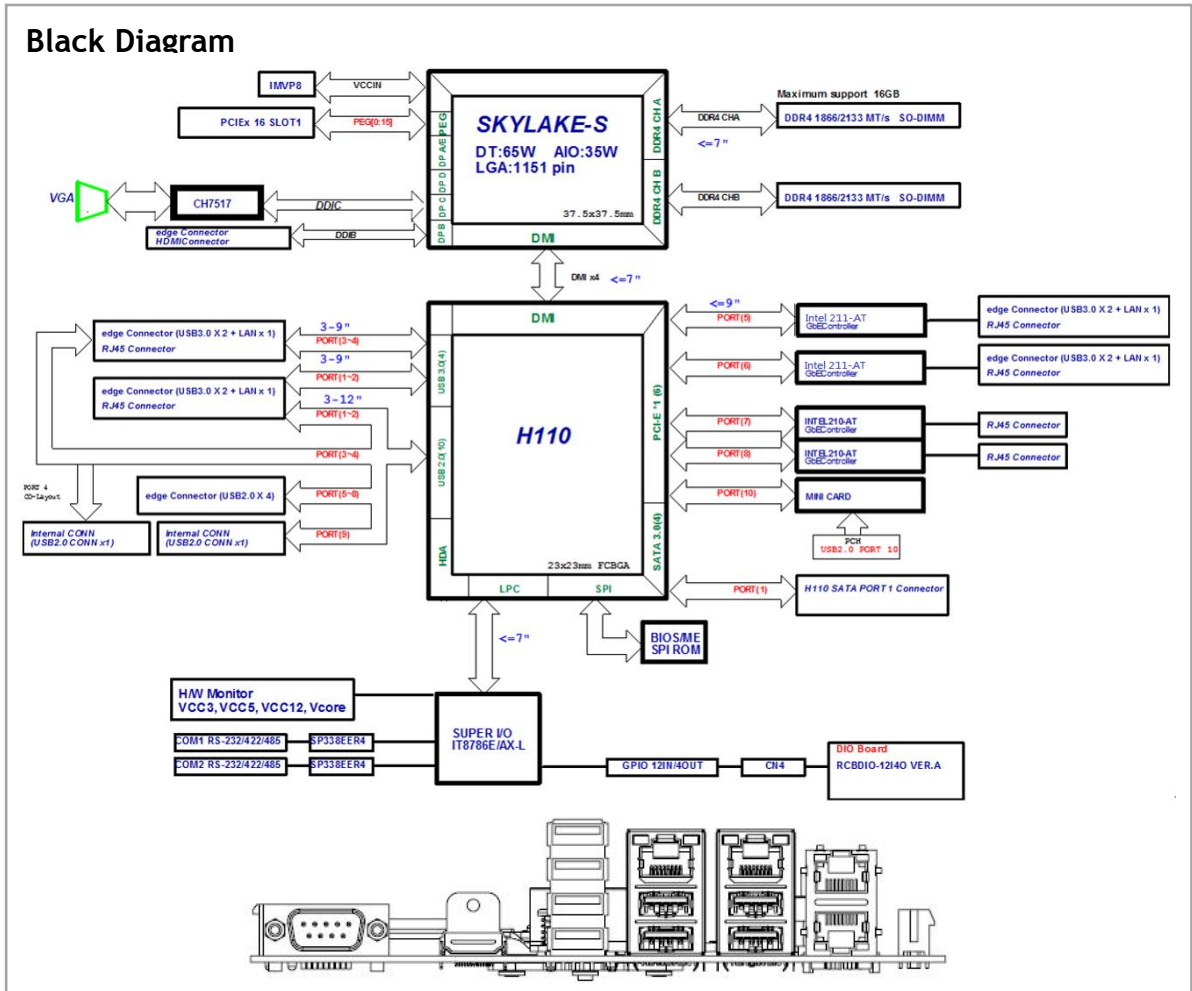 Black Diagram
IMVP8
VCCIN
PCIEx 16 SLOT1
PEG[0:15]
VGA
CH7517
DDIC
edge Connector
HDMIConnector
DDIB
PEG
DP A/E
DP D
DP C
DPB
SKYLAKE-S
DT:65W AIO:35W
LGA:1151 pin
37.5x37.5mm
DMI
DDR4 CH A
DDR4 CH B
Maximum support 16GB
DDR4 CHA
DDR4 1866/2133 MT/s SO-DIMM
<=7"
DDR4 CHB
DDR4 1866/2133 MT/s SO-DIMM
DMI x4
<=7"
edge Connector (USB3.0 X 2 + LAN x 1)
RJ45 Connector
3-9"
PORT(3~4)
3-9"
PORT(1~2)
edge Connector (USB3.0 X 2 + LAN x 1)
RJ45 Connector
3-12"
PORT(1~2)
PORT(3~4)
PORT 4
CO-Layout
edge Connector (USB2.0 X 4)
PORT(5~8)
Internal CONN
(USB2.0 CONN x1)
Internal CONN
(USB2.0 CONN x1)
PORT(9)
DMI
USB 3.0(4)
USB2.0(10)
HDA
H110
23x23mm FCBGA
LPC
SPI
PCI-E *1 (6)
SATA 3.0(4)
<=9"
PORT(5)
Intel 211-AT
GbEController
edge Connector (USB3.0 X 2 + LAN x 1)
RJ45 Connector
PORT(6)
Intel 211-AT
GbEController
edge Connector (USB3.0 X 2 + LAN x 1)
RJ45 Connector
PORT(7)
INTEL210-AT
GbEController
RJ45 Connector
PORT(8)
INTEL210-AT
GbEController
RJ45 Connector
PORT(10)
MINI CARD
PCH
USB2.0 PORT 10
PORT(1)
H110 SATA PORT 1 Connector
<=7"
BIOS/ME
SPI ROM
H/W Monitor
VCC3, VCC5, VCC12, Vcore
SUPER I/O
IT8786E/AX-L
COM1 RS-232/422/485
SP338EER4
COM2 RS-232/422/485
SP338EER4
GPIO 12IN/4OUT
CN4
DIO Board
RCBDIO-12I4O VER.A